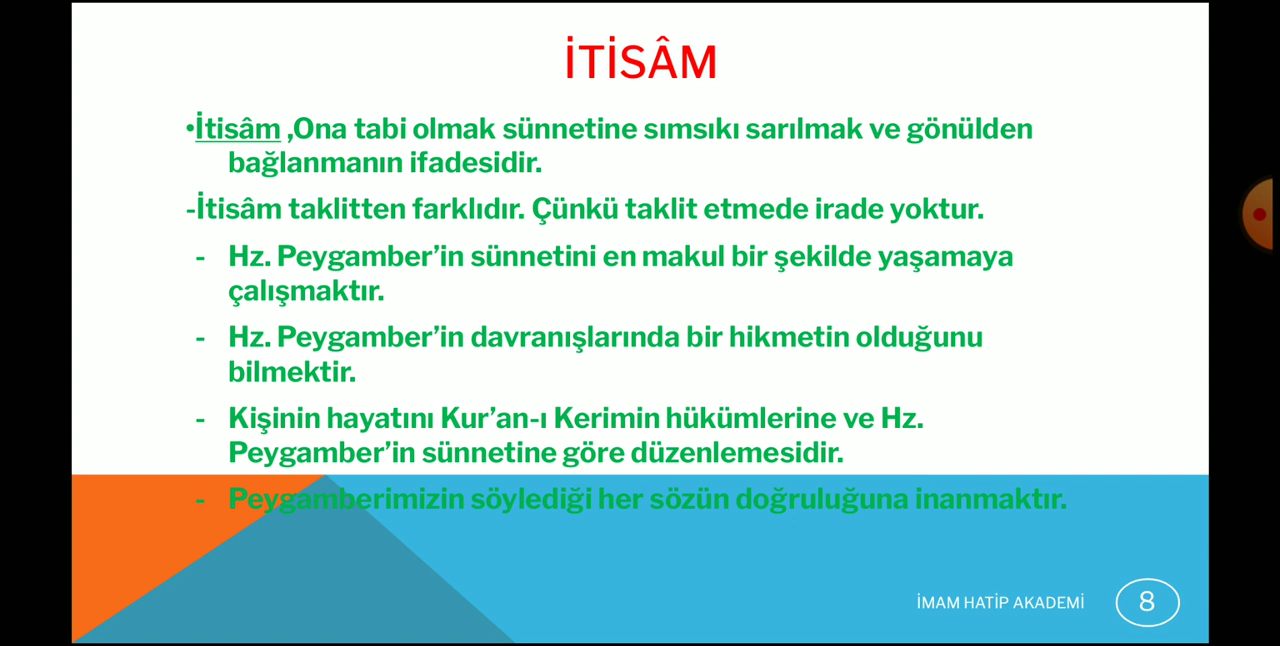 İTİSÂM
•İtisâm ,Ona tabi olmak sünnetine sımsıkı sarılmak ve gönülden
bağlanmanın ifadesidir.
-İtisâm taklitten farklıdır. Çünkü taklit etmede irade yoktur.
- Hz. Peygamber’in sünnetini en makul bir şekilde yaşamaya
çalışmaktır.
- Hz. Peygamber’in davranışlarında bir hikmetin olduğunu
bilmektir.
- Kişinin hayatını Kur’an-ı Kerimin hükümlerine ve Hz.
Peygamber’in sünnetine göre düzenlemesidir.
- Peygamberimizin söylediği her sözün doğruluğuna inanmaktır.
İMAM HATİP AKADEMİ 8